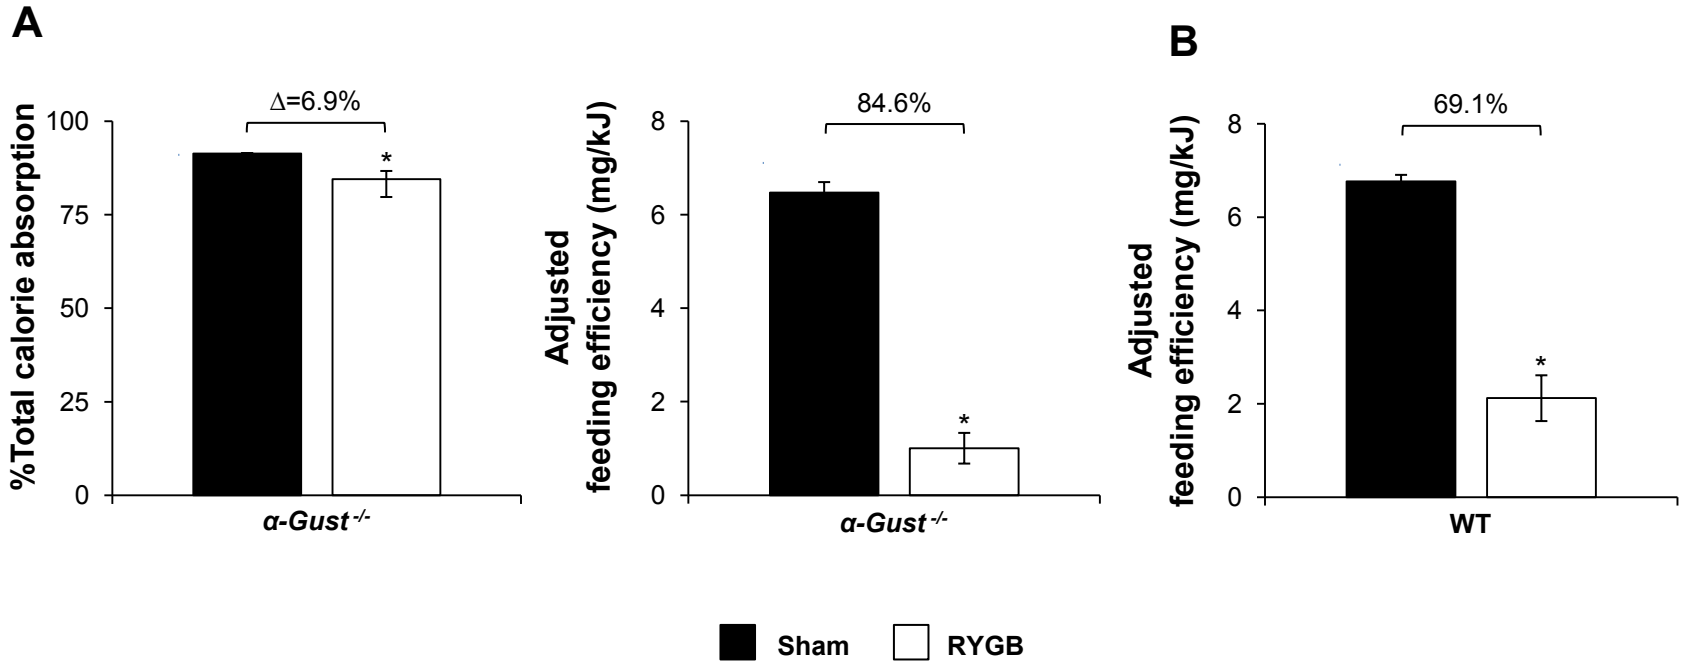 A
%Total calorie absorption
100
75
50
25
0
Δ=6.9%
*
α-Gust -/-
Adjusted
feeding efficiency (mg/kJ)
8
6
4
2
0
84.6%
*
α-Gust -/-
B
Adjusted
feeding efficiency (mg/kJ)
8
6
4
2
0
69.1%
*
WT
Sham
RYGB